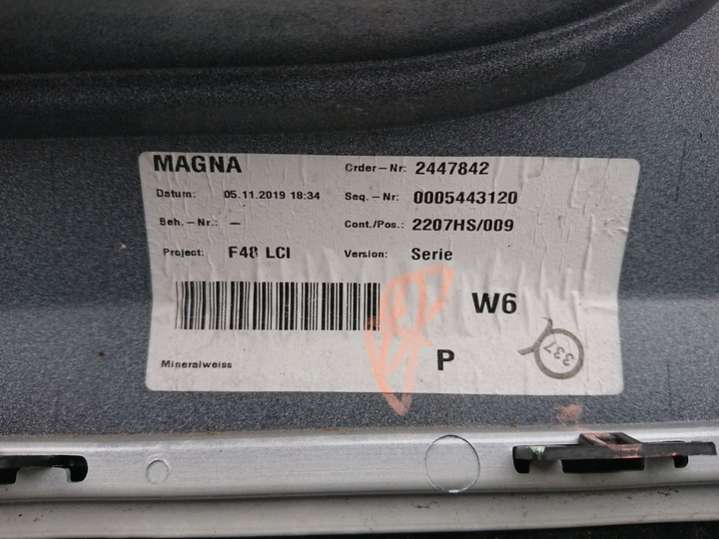 MAGNA Order-Nr: 2447842
Datum: 05.11.2019 18:34 Seq.-Nr: 0005443120
Beh.-Nr.: - Cont./Pos.: 2207HS/009
Project: F48 LCI Version: Serie
W6
337
P
Mineralweiss